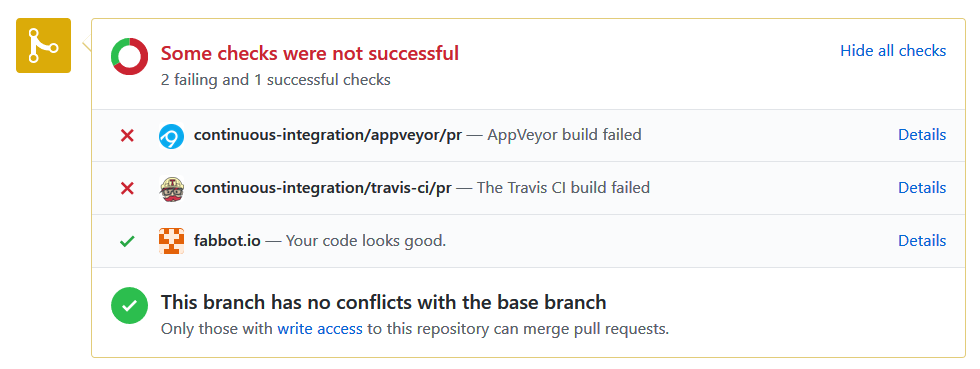 Some checks were not successful
Hide all checks
2 failing and 1 successful checks
continuous-integration/appveyor/pr — AppVeyor build failed
Details
continuous-integration/travis-ci/pr — The Travis CI build failed
Details
fabbot.io — Your code looks good.
Details
This branch has no conflicts with the base branch
Only those with write access to this repository can merge pull requests.